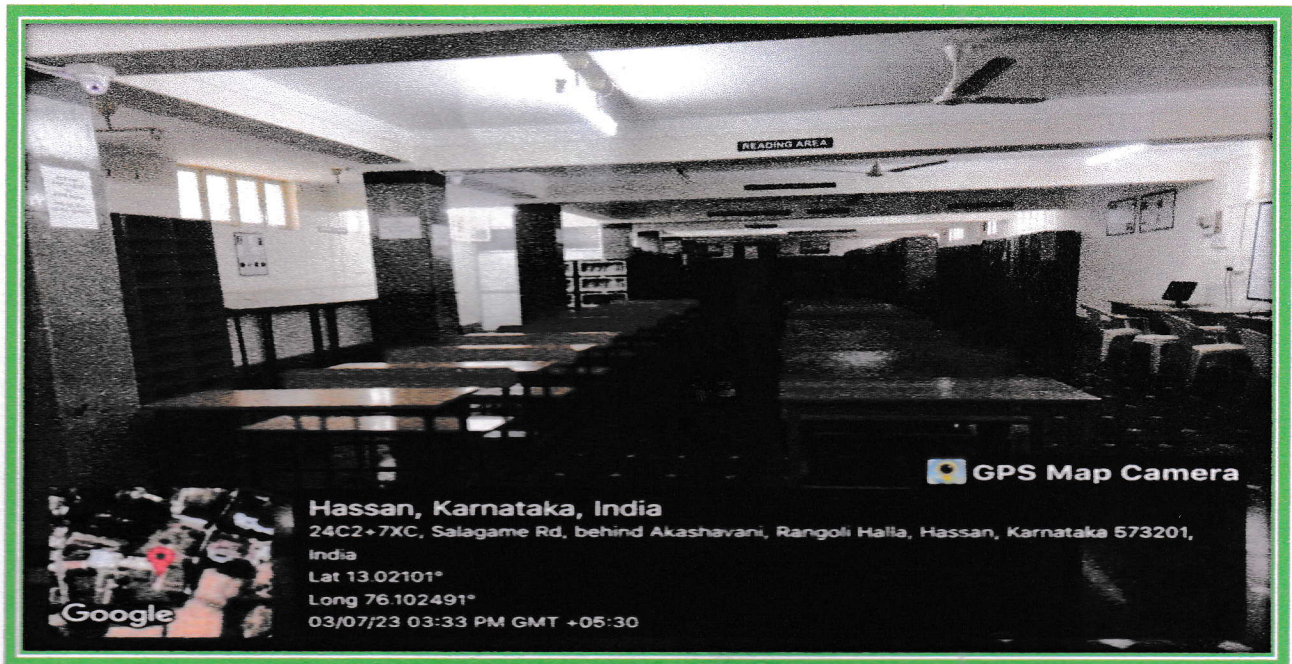 READING AREA
GPS Map Camera
Hassan, Karnataka, India
24C2+7XC, Salagame Rd, behind Akashavani, Rangoli Halla, Hassan, Karnataka 573201,
India
Lat 13.02101°
Long 76.102491°
03/07/23 03:33 PM GMT +05:30
Google